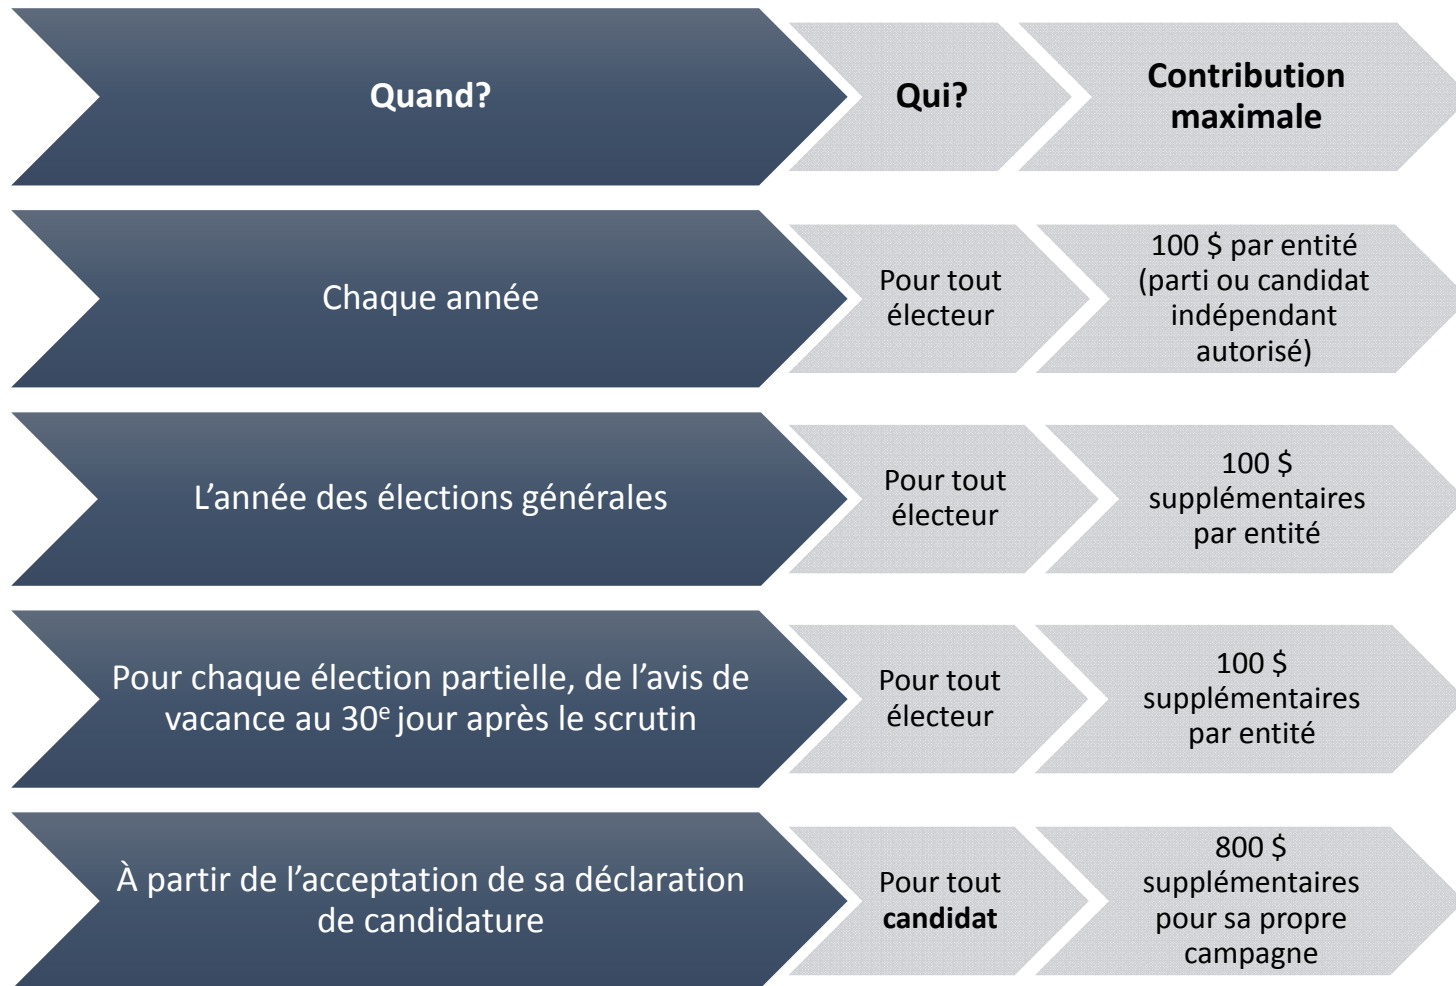 Quand?
Qui?
Contribution
maximale
Chaque année
Pour tout
électeur
100 $ par entité
(parti ou candidat
indépendant
autorisé)
L’année des élections générales
Pour tout
électeur
100 $
supplémentaires
par entité
Pour chaque élection partielle, de l’avis de
vacance au 30e jour après le scrutin
Pour tout
électeur
100 $
supplémentaires
par entité
À partir de l’acceptation de sa déclaration
de candidature
Pour tout
candidat
800 $
supplémentaires
pour sa propre
campagne